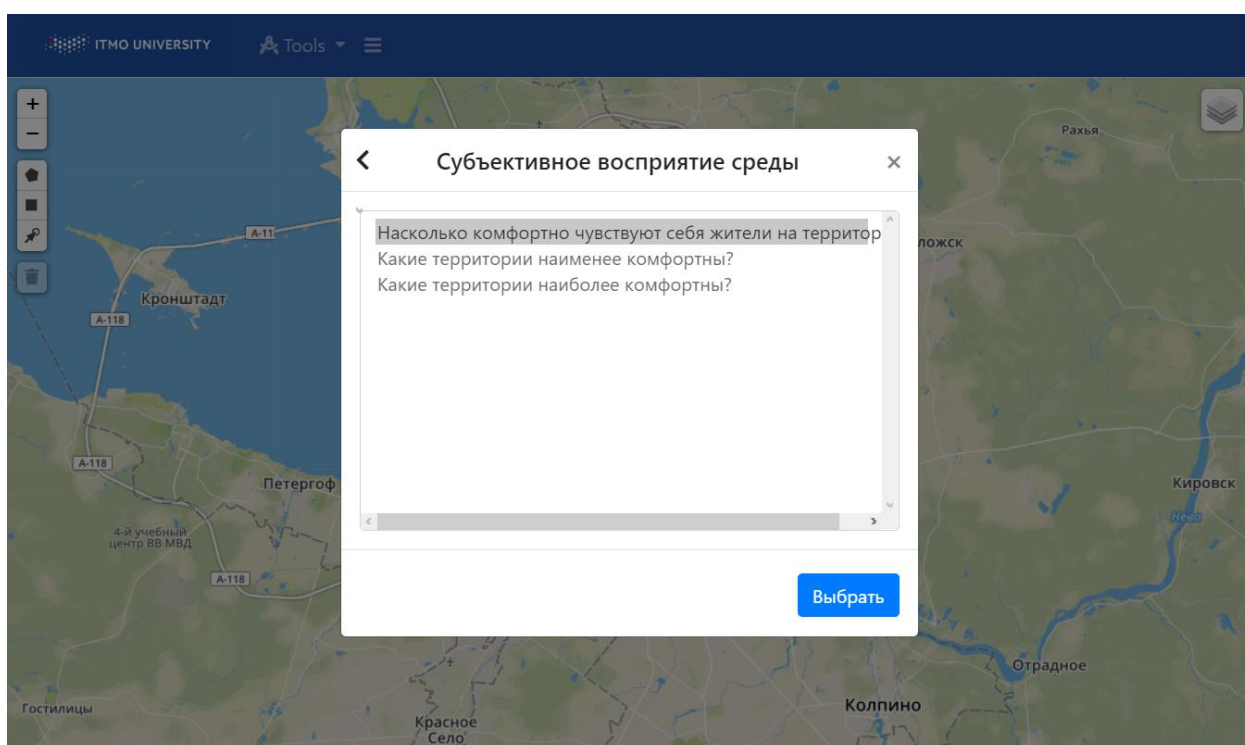 ITMO UNIVERSITY
Tools
+
−
Рахья
Субъективное восприятие среды
×
Насколько комфортно чувствуют себя жители на территор
Какие территории наименее комфортны?
Какие территории наиболее комфортны?
А-11
ложск
Кронштадт
А-118
А-118
Петергоф
Кировск
Нева
4-й учебный
центр ВВ МВД
А-118
Выбрать
Отрадное
Гостилицы
Колпино
Красное
Село